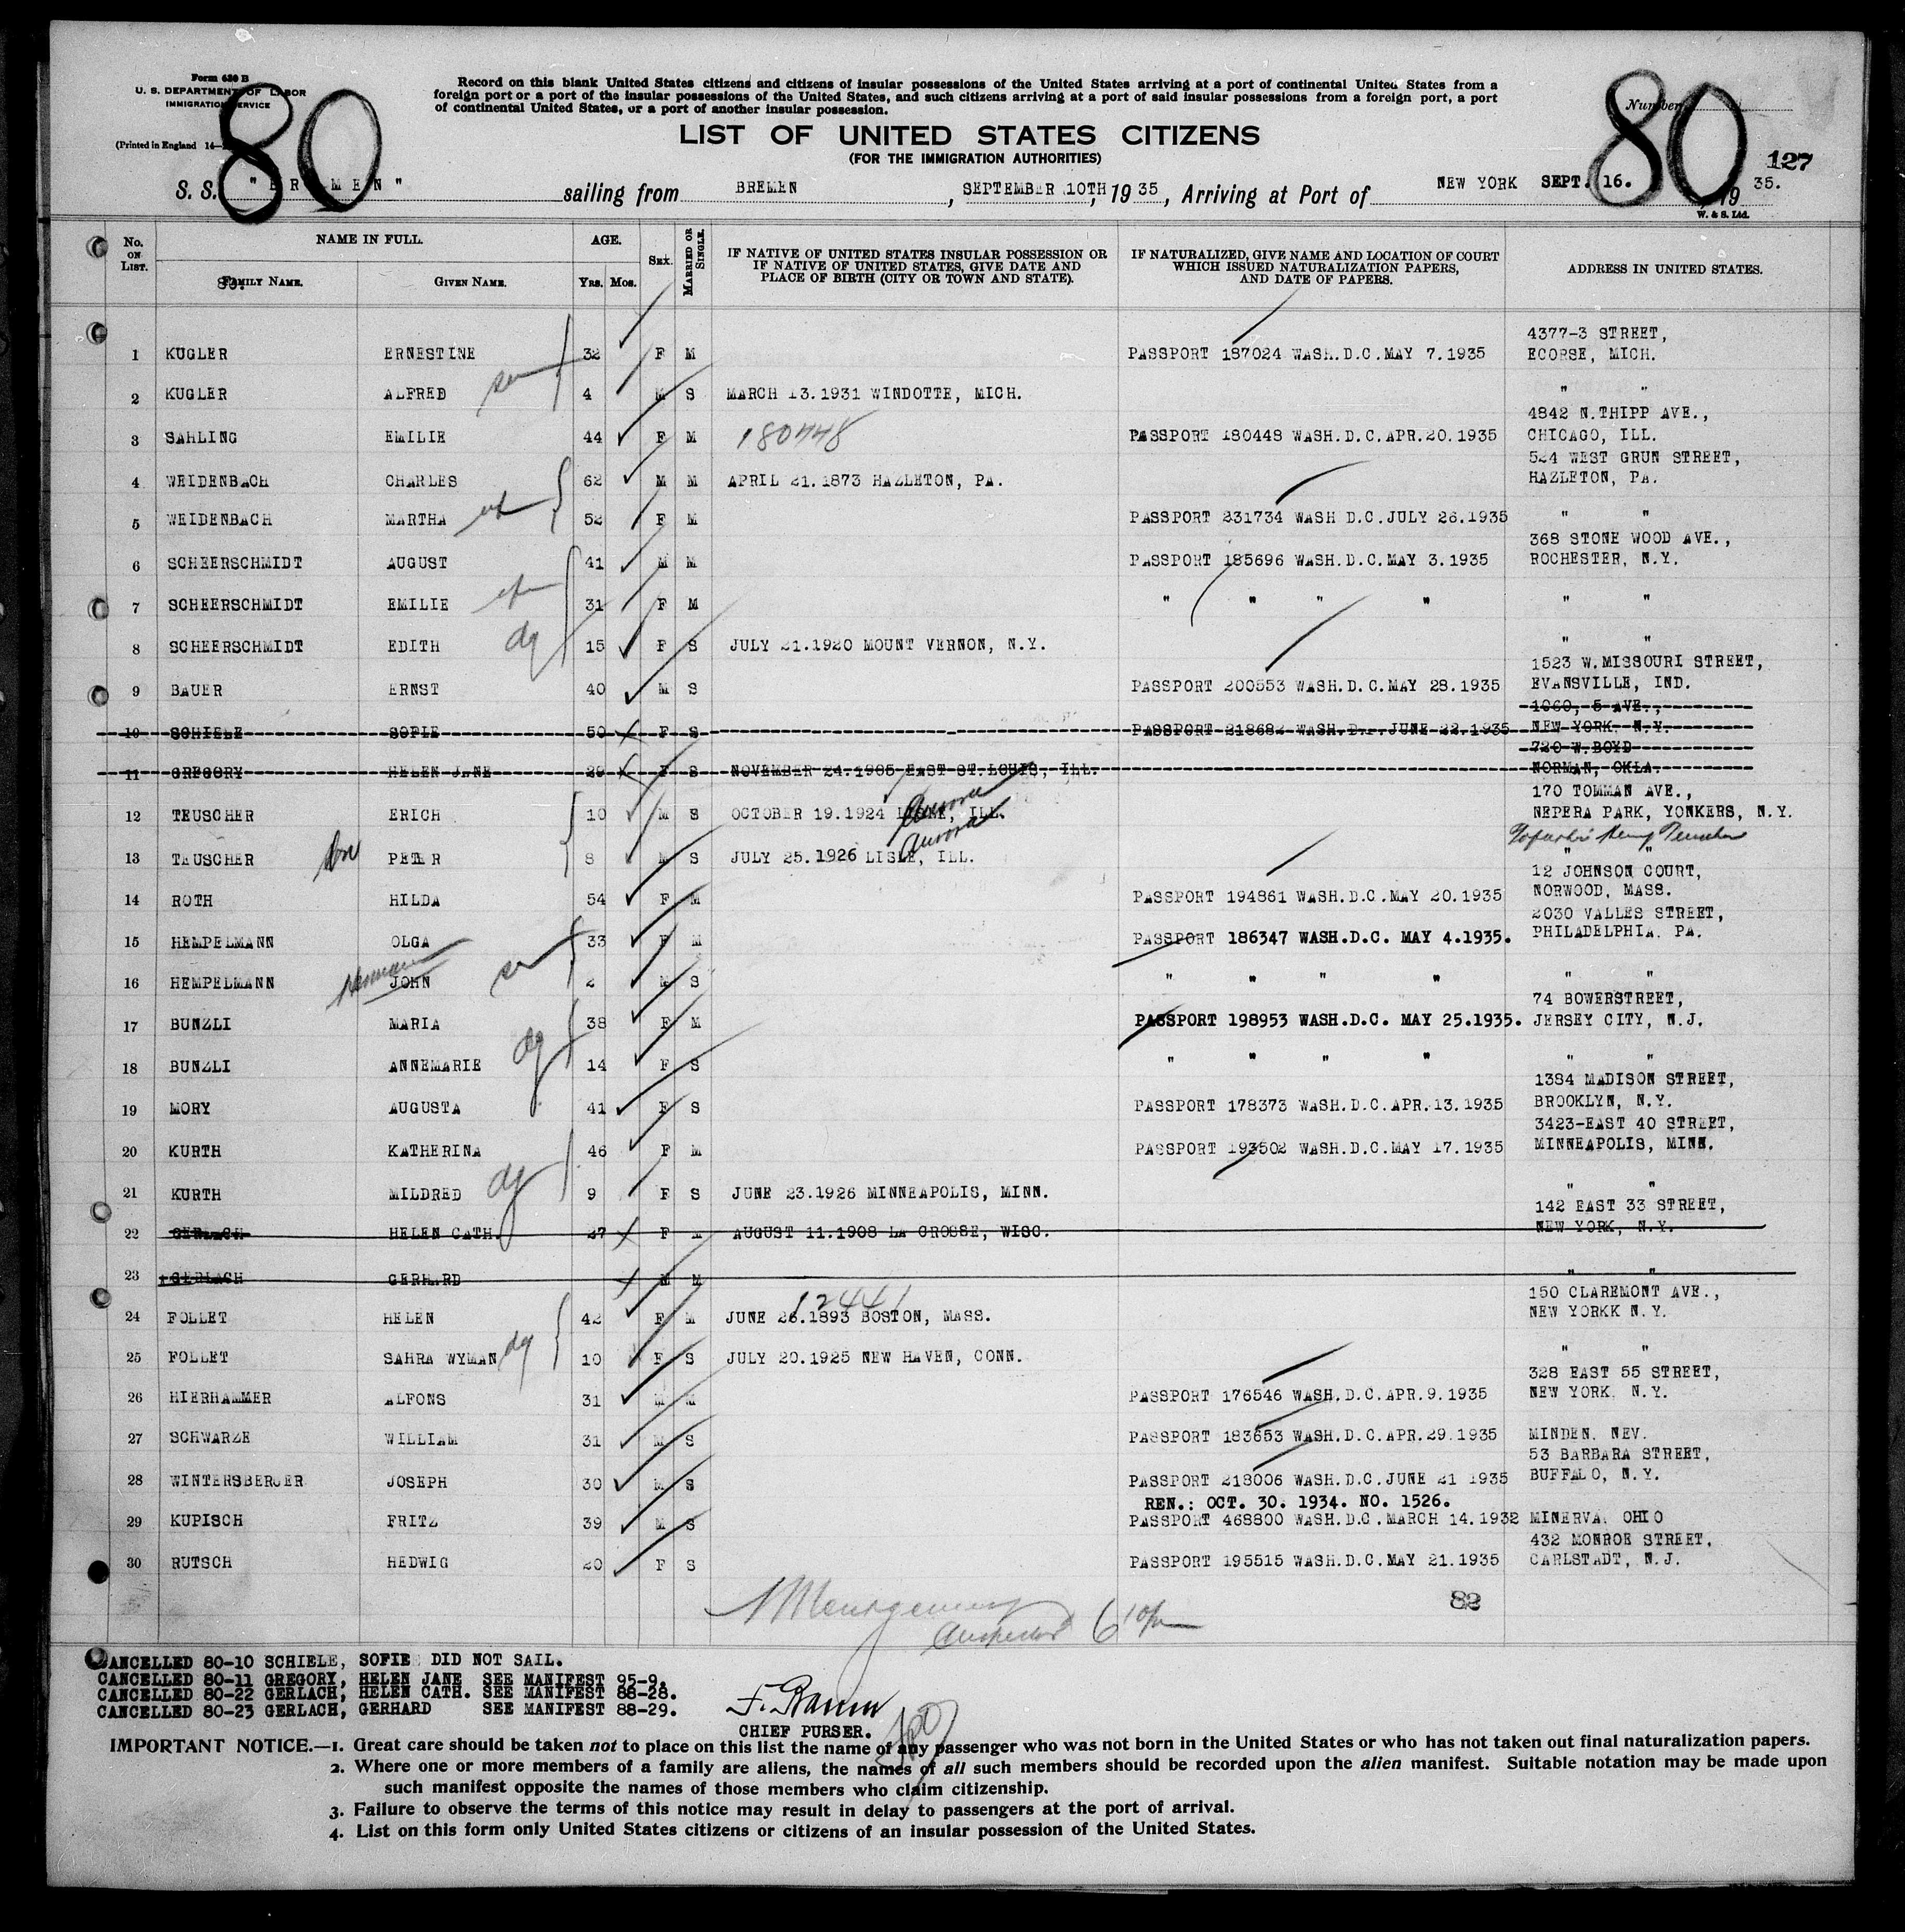 Form 630 B
U. S. DEPARTMENT OF LABOR
IMMIGRATION SERVICE
(Printed in England 14—
80
Record on this blank United States citizens and citizens of insular possessions of the United States arriving at a port of continental United States from a
foreign port or a port of the insular possessions of the United States, and such citizens arriving at a port of said insular possessions from a foreign port, a port
of continental United States, or a port of another insular possession.
Number
80
127
LIST OF UNITED STATES CITIZENS
(FOR THE IMMIGRATION AUTHORITIES)
S. S. "BREMEN" sailing from BREMEN, SEPTEMBER 10TH, 1935, Arriving at Port of NEW YORK SEPT. 16. 1935.
W. & S. Ltd.
No. ON LIST. NAME IN FULL. FAMILY NAME. GIVEN NAME. AGE. YRS. MOS. SEX. MARRIED OR SINGLE. IF NATIVE OF UNITED STATES INSULAR POSSESSION OR IF NATIVE OF UNITED STATES, GIVE DATE AND PLACE OF BIRTH (CITY OR TOWN AND STATE). IF NATURALIZED, GIVE NAME AND LOCATION OF COURT WHICH ISSUED NATURALIZATION PAPERS, AND DATE OF PAPERS. ADDRESS IN UNITED STATES.
80.
4377-3 STREET,
1 KUGLER ERNESTINE 32 F M PASSPORT 187024 WASH.D.C.MAY 7.1935 ECORSE, MICH.
2 KUGLER ALFRED 4 M S MARCH 13.1931 WINDOTTE, MICH. " "
4842 N.THIPP AVE.,
3 SAHLING EMILIE 44 F M 180448 PASSPORT 180448 WASH.D.C.APR.20.1935 CHICAGO, ILL.
524 WEST GRUN STREET,
4 WEIDENBACH CHARLES 62 M M APRIL 21.1873 HAZLETON, PA. HAZLETON, PA.
5 WEIDENBACH MARTHA 52 F M PASSPORT 231734 WASH D.C.JULY 26.1935 " "
368 STONE WOOD AVE.,
6 SCHEERSCHMIDT AUGUST 41 M M PASSPORT 185696 WASH.D.C.MAY 3.1935 ROCHESTER, N.Y.
7 SCHEERSCHMIDT EMILIE 31 F M " " " " " "
8 SCHEERSCHMIDT EDITH dg 15 F S JULY 21.1920 MOUNT VERNON, N.Y. " "
1523 W.MISSOURI STREET,
9 BAUER ERNST 40 M S PASSPORT 200553 WASH.D.C.MAY 28.1935 EVANSVILLE, IND.
1060, 5 AVE.,
10 SCHIELE SOFIE 50 F S PASSPORT 218682 WASH.D.C.JUNE 22.1935 NEW YORK N.Y.
720 W.BOYD
11 GREGORY HELEN JANE 29 F S NOVEMBER 24.1905 EAST ST.LOUIS, ILL. NORMAN, OKLA.
170 TOMMAN AVE.,
12 TEUSCHER ERICH 10 M S OCTOBER 19.1924 LISLE, ILL. Aurora NEPERA PARK, YONKERS, N.Y.
13 TEUSCHER PETER 8 M S JULY 25.1926 LISLE, ILL. Aurora " "
12 JOHNSON COURT,
14 ROTH HILDA 54 F M PASSPORT 194861 WASH.D.C.MAY 20.1935 NORWOOD, MASS.
2030 VALLES STREET,
15 HEMPELMANN OLGA 33 F M PASSPORT 186347 WASH.D.C. MAY 4.1935. PHILADELPHIA. PA.
16 HEMPELMANN Hermann JOHN 2 M S " " " " " "
74 BOWERSTREET,
17 BUNZLI MARIA 38 F M PASSPORT 198953 WASH.D.C. MAY 25.1935. JERSEY CITY, N.J.
18 BUNZLI ANNEMARIE dg 14 F S " " " " " "
1384 MADISON STREET,
19 MORY AUGUSTA 41 F S PASSPORT 178373 WASH.D.C.APR.13.1935 BROOKLYN, N.Y.
3423-EAST 40 STREET,
20 KURTH KATHERINA 46 F M PASSPORT 193502 WASH.D.C.MAY 17.1935 MINNEAPOLIS, MINN.
21 KURTH MILDRED dg 9 F S JUNE 23.1926 MINNEAPOLIS, MINN. " "
142 EAST 33 STREET,
22 GERLACH HELEN CATH. 27 F M AUGUST 11.1908 LA CROSSE, WISC. NEW YORK, N.Y.
23 GERLACH GERHARD M M " "
12441 150 CLAREMONT AVE.,
24 FOLLET HELEN 42 F M JUNE 26.1893 BOSTON, MASS. NEW YORKK N.Y.
25 FOLLET SAHRA WYMAN dg 10 F S JULY 20.1925 NEW HAVEN, CONN. " "
328 EAST 55 STREET,
26 HIERHAMMER ALFONS 31 M M PASSPORT 176546 WASH.D.C.APR.9.1935 NEW YORK. N.Y.
27 SCHWARZE WILLIAM 31 M S PASSPORT 183653 WASH.D.C.APR.29.1935 MINDEN. NEV.
53 BARBARA STREET,
28 WINTERSBERGER JOSEPH 30 M S PASSPORT 218006 WASH.D.C.JUNE 21 1935 BUFFALO, N.Y.
REN.: OCT. 30. 1934. NO. 1526.
29 KUPISCH FRITZ 39 M S PASSPORT 468800 WASH.D.C.MARCH 14.1932 MINERVA. OHIO
432 MONROE STREET,
30 RUTSCH HEDWIG 20 F S PASSPORT 195515 WASH.D.C.MAY 21.1935 CARLSTADT, N.J.
82
Montgomery
Inspector 6
CANCELLED 80-10 SCHIELE, SOFIE DID NOT SAIL.
CANCELLED 80-11 GREGORY, HELEN JANE SEE MANIFEST 95-9.
CANCELLED 80-22 GERLACH, HELEN CATH. SEE MANIFEST 88-28.
CANCELLED 80-23 GERLACH, GERHARD SEE MANIFEST 88-29.
CHIEF PURSER.
IMPORTANT NOTICE.—1. Great care should be taken not to place on this list the name of any passenger who was not born in the United States or who has not taken out final naturalization papers.
2. Where one or more members of a family are aliens, the names of all such members should be recorded upon the alien manifest. Suitable notation may be made upon
such manifest opposite the names of those members who claim citizenship.
3. Failure to observe the terms of this notice may result in delay to passengers at the port of arrival.
4. List on this form only United States citizens or citizens of an insular possession of the United States.